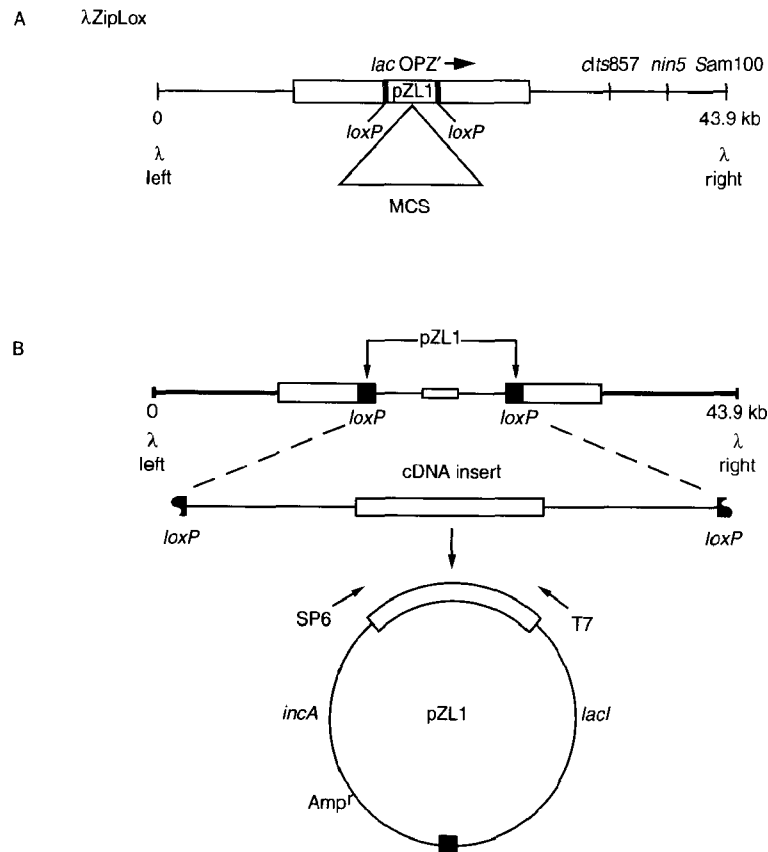 A
λZipLox
lac OPZ'
cIts857 nin5 Sam100
pZL1
loxP loxP
0
43.9 kb
λ
left
λ
right
MCS
B
pZL1
0
loxP loxP
43.9 kb
λ
left
λ
right
cDNA insert
loxP
loxP
SP6
T7
incA
pZL1
lacI
Ampr